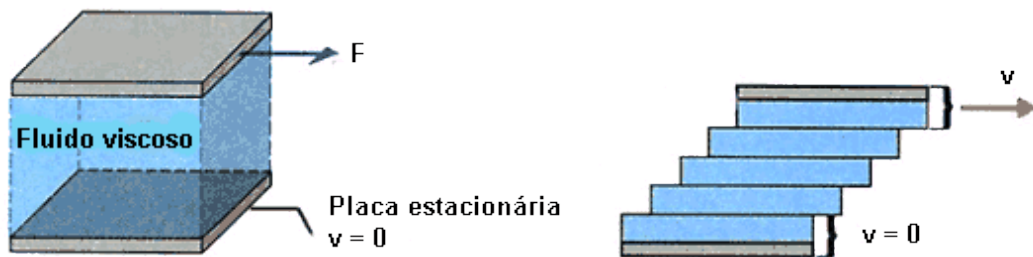 F
Fluido viscoso
Placa estacionária
v = 0
v
v = 0